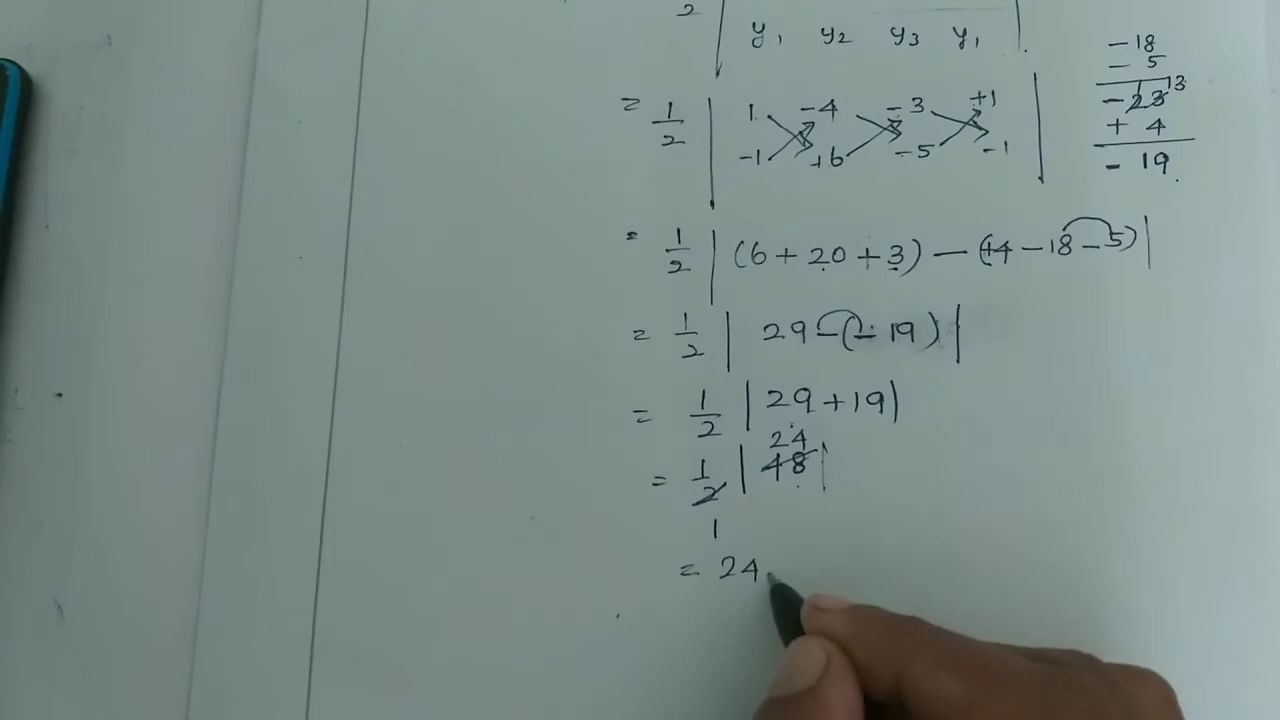 2
y₁ y₂ y₃ y₁
= 1/2 | 1 -4 -3 +1
-1 +6 -5 -1 |
= 1/2 | (6 + 20 + 3) - (+4 - 18 - 5) |
= 1/2 | 29 - (- 19) |
= 1/2 | 29 + 19 |
24
= 1/2 | 48 |
1
= 24
- 18
- 5
13
- 23
+ 4
- 19.